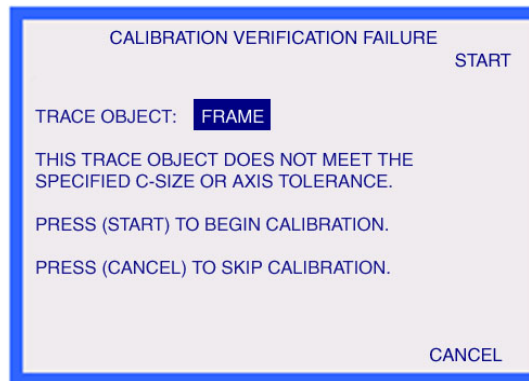 CALIBRATION VERIFICATION FAILURE
START
TRACE OBJECT: FRAME
THIS TRACE OBJECT DOES NOT MEET THE
SPECIFIED C-SIZE OR AXIS TOLERANCE.
PRESS (START) TO BEGIN CALIBRATION.
PRESS (CANCEL) TO SKIP CALIBRATION.
CANCEL